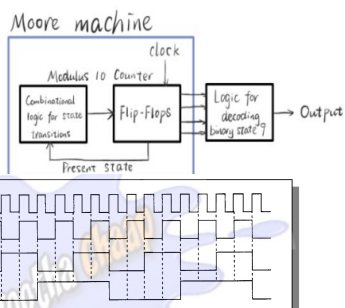 Moore machine
clock
Modulus 10 Counter
Combinational
logic for state
transitions
Flip-Flops
Logic for
decoding
binary state 9
Output
Present state